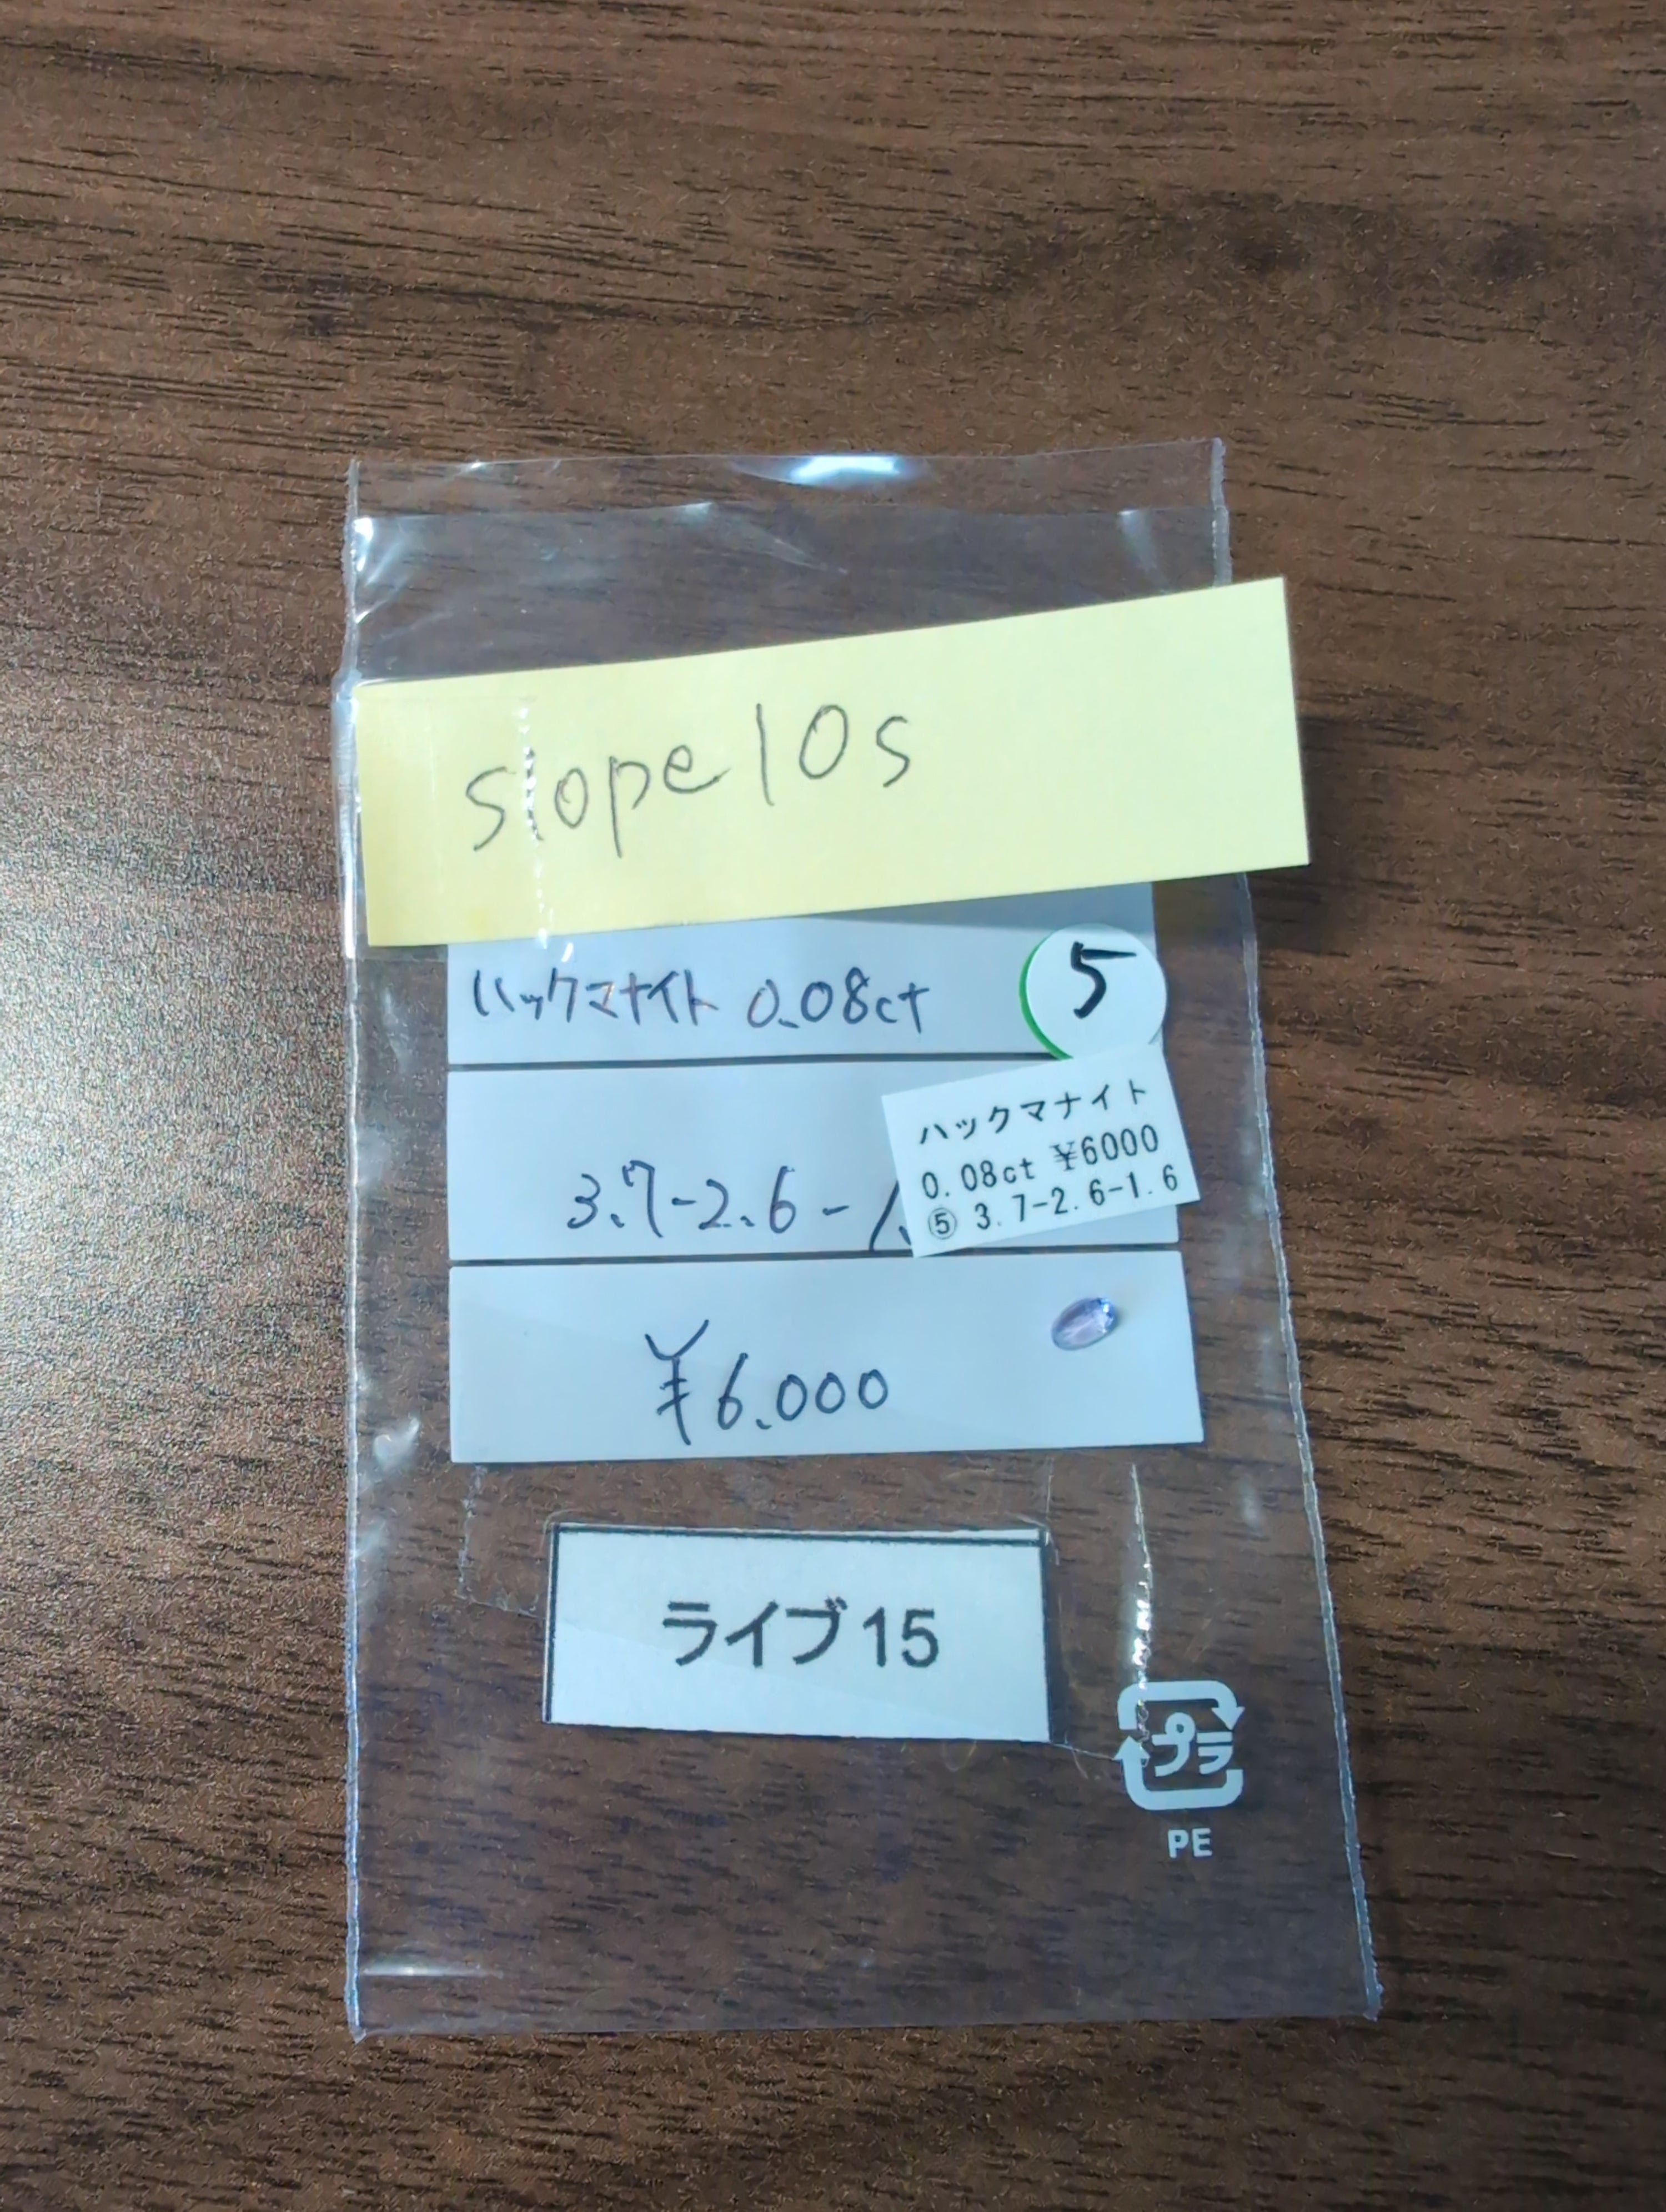 slope10s
ハックマナイト 0.08ct
5
ハックマナイト
0.08ct ¥6000
⑤ 3.7-2.6-1.6
3.7-2.6-1.
¥6.000
ライブ15
プラ
PE